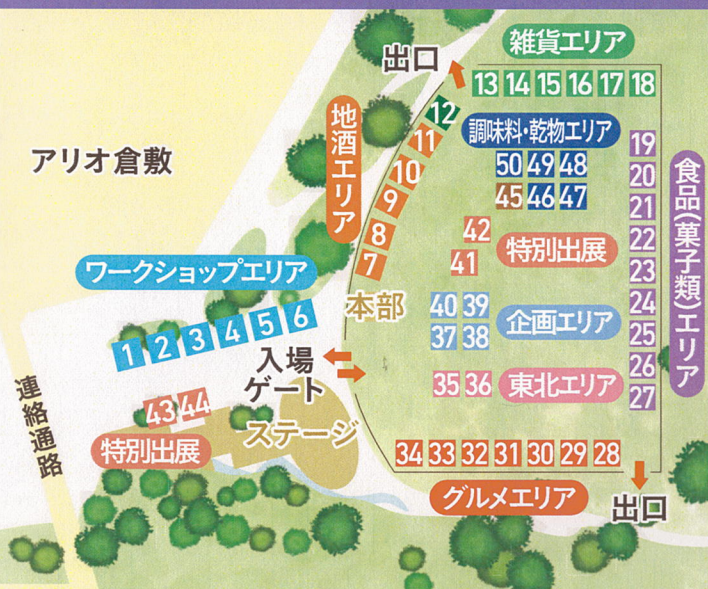 雑貨エリア
出口
13 14 15 16 17 18
12
11
10
9
8
7
地酒エリア
調味料・乾物エリア
50 49 48
45 46 47
アリオ倉敷
19
20
21
22
23
24
25
26
27
食品(菓子類)エリア
42
41
特別出展
ワークショップエリア
1 2 3 4 5 6
本部
40 39
37 38
企画エリア
入場
ゲート
35 36
東北エリア
連絡通路
43 44
特別出展
ステージ
34 33 32 31 30 29 28
グルメエリア
出口